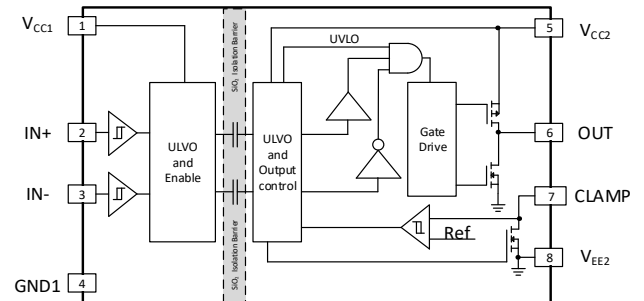 VCC1
1
IN+
2
IN-
3
GND1
4
ULVO
and
Enable
SiO2 Isolation Barrier
SiO2 Isolation Barrier
ULVO
and
Output
control
UVLO
Gate
Drive
Ref
5
VCC2
6
OUT
7
CLAMP
8
VEE2